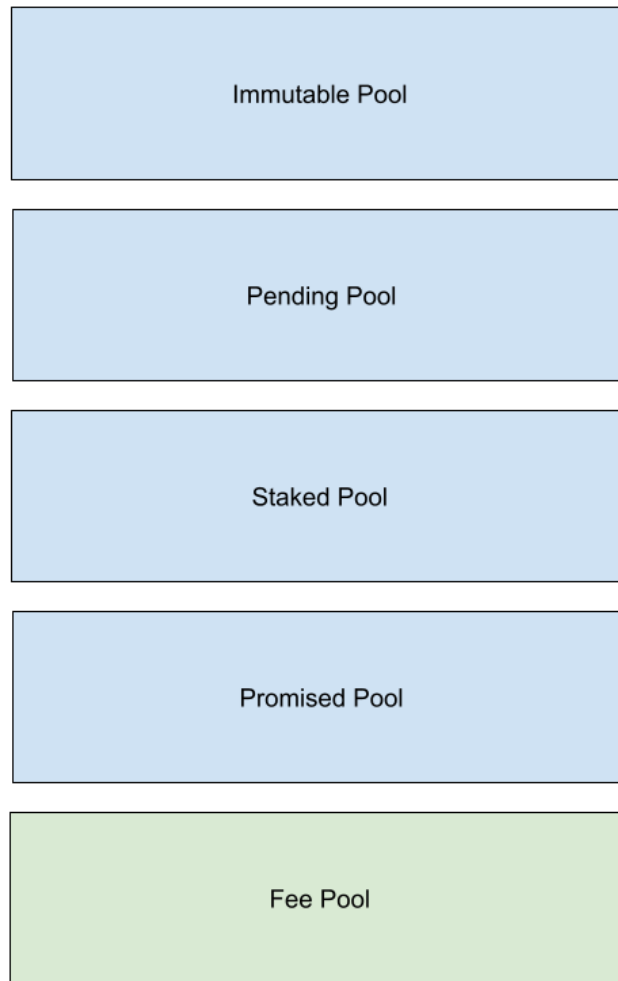 Immutable Pool
Pending Pool
Staked Pool
Promised Pool
Fee Pool